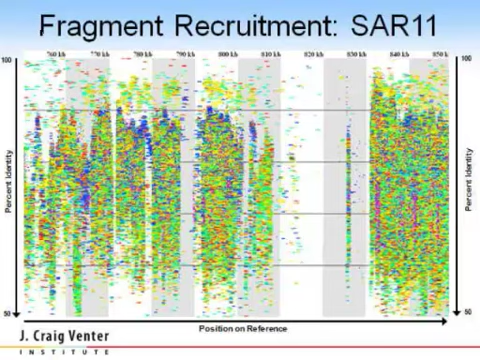 Fragment Recruitment: SAR11
760 kb 770 kb 780 kb 790 kb 800 kb 810 kb 820 kb 830 kb 840 kb 850 k
100
100
Percent Identity
Percent Identity
50
50
Position on Reference
J. Craig Venter
INSTITUTE